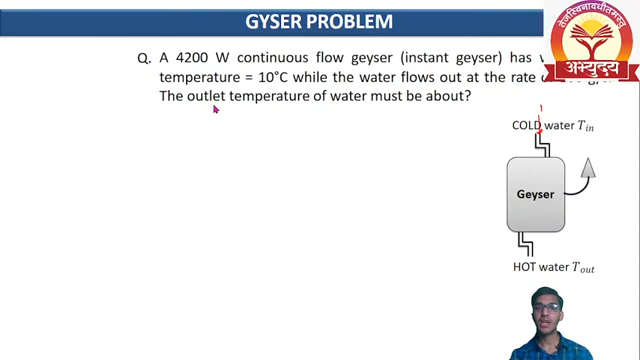 GYSER PROBLEM
Q. A 4200 W continuous flow geyser (instant geyser) has
temperature = 10°C while the water flows out at the rate
The outlet temperature of water must be about?
COLD water T_in
Geyser
HOT water T_out
अभ्युदय